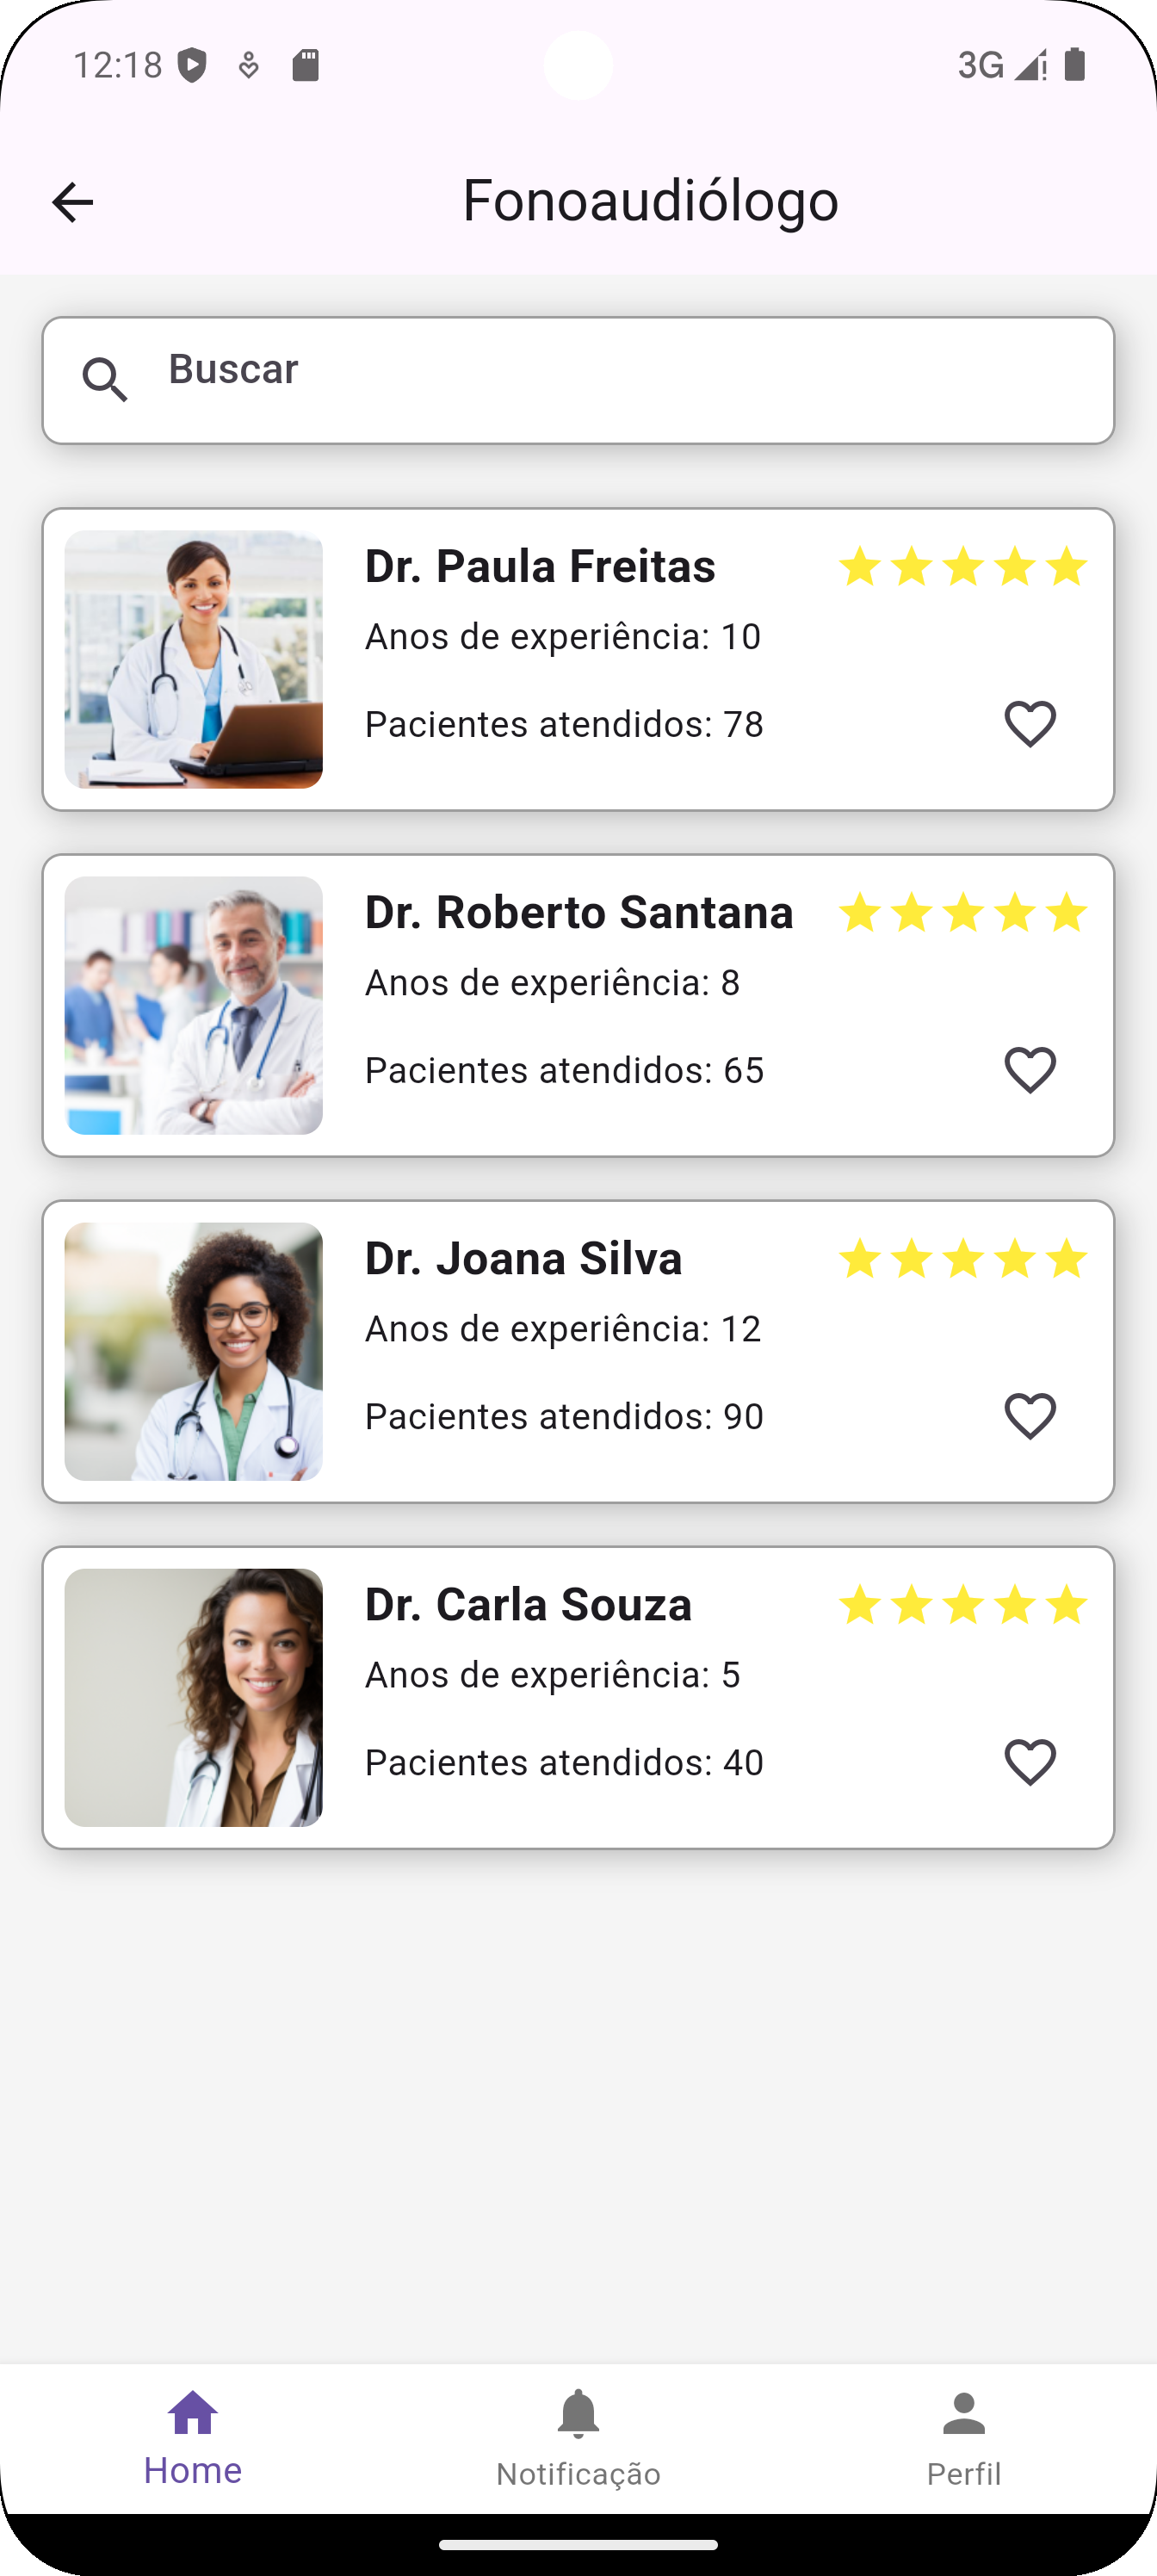 12:18
3G
Fonoaudiólogo
Buscar
Dr. Paula Freitas
Anos de experiência: 10
Pacientes atendidos: 78
Dr. Roberto Santana
Anos de experiência: 8
Pacientes atendidos: 65
Dr. Joana Silva
Anos de experiência: 12
Pacientes atendidos: 90
Dr. Carla Souza
Anos de experiência: 5
Pacientes atendidos: 40
Home
Notificação
Perfil